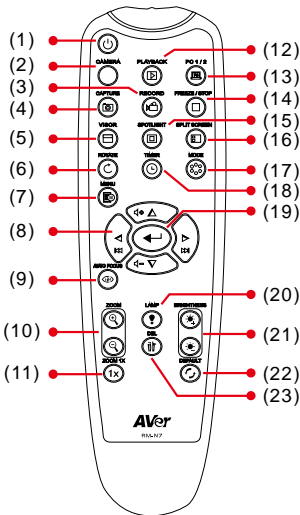 (1)
(2)
(3)
(4)
(5)
(6)
(7)
(8)
(9)
(10)
(11)
CAMERA
PLAYBACK
PC 1 / 2
CAPTURE
RECORD
FREEZE / STOP
VISOR
SPOTLIGHT
SPLIT SCREEN
ROTATE
TIMER
MODE
MENU
AUTO FOCUS
ZOOM
LAMP
BRIGHTNESS
DEL
ZOOM 1X
DEFAULT
1x
AVer
RM-N7
(12)
(13)
(14)
(15)
(16)
(17)
(18)
(19)
(20)
(21)
(22)
(23)